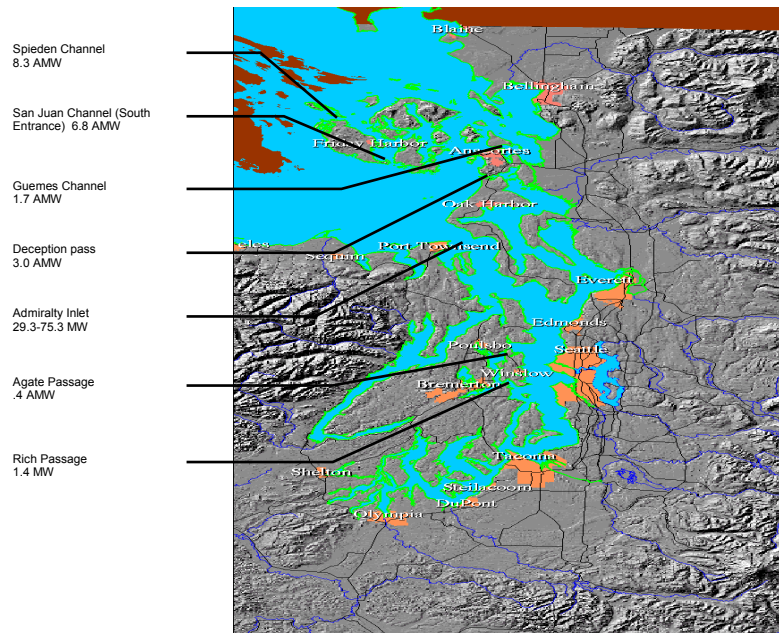 Spieden Channel
8.3 AMW
San Juan Channel (South
Entrance) 6.8 AMW
Guemes Channel
1.7 AMW
Deception pass
3.0 AMW
Admiralty Inlet
29.3-75.3 MW
Agate Passage
.4 AMW
Rich Passage
1.4 MW
Blaine
Bellinghain
Friday Harbor
Anacortes
Oak Harbor
eles
Port Townsend
Sequim
Everett
Edmonds
Poulsbo
Seattle
Winslow
Bremerton
Tacoma
Shelton
Steilacoom
DuPont
Olympia